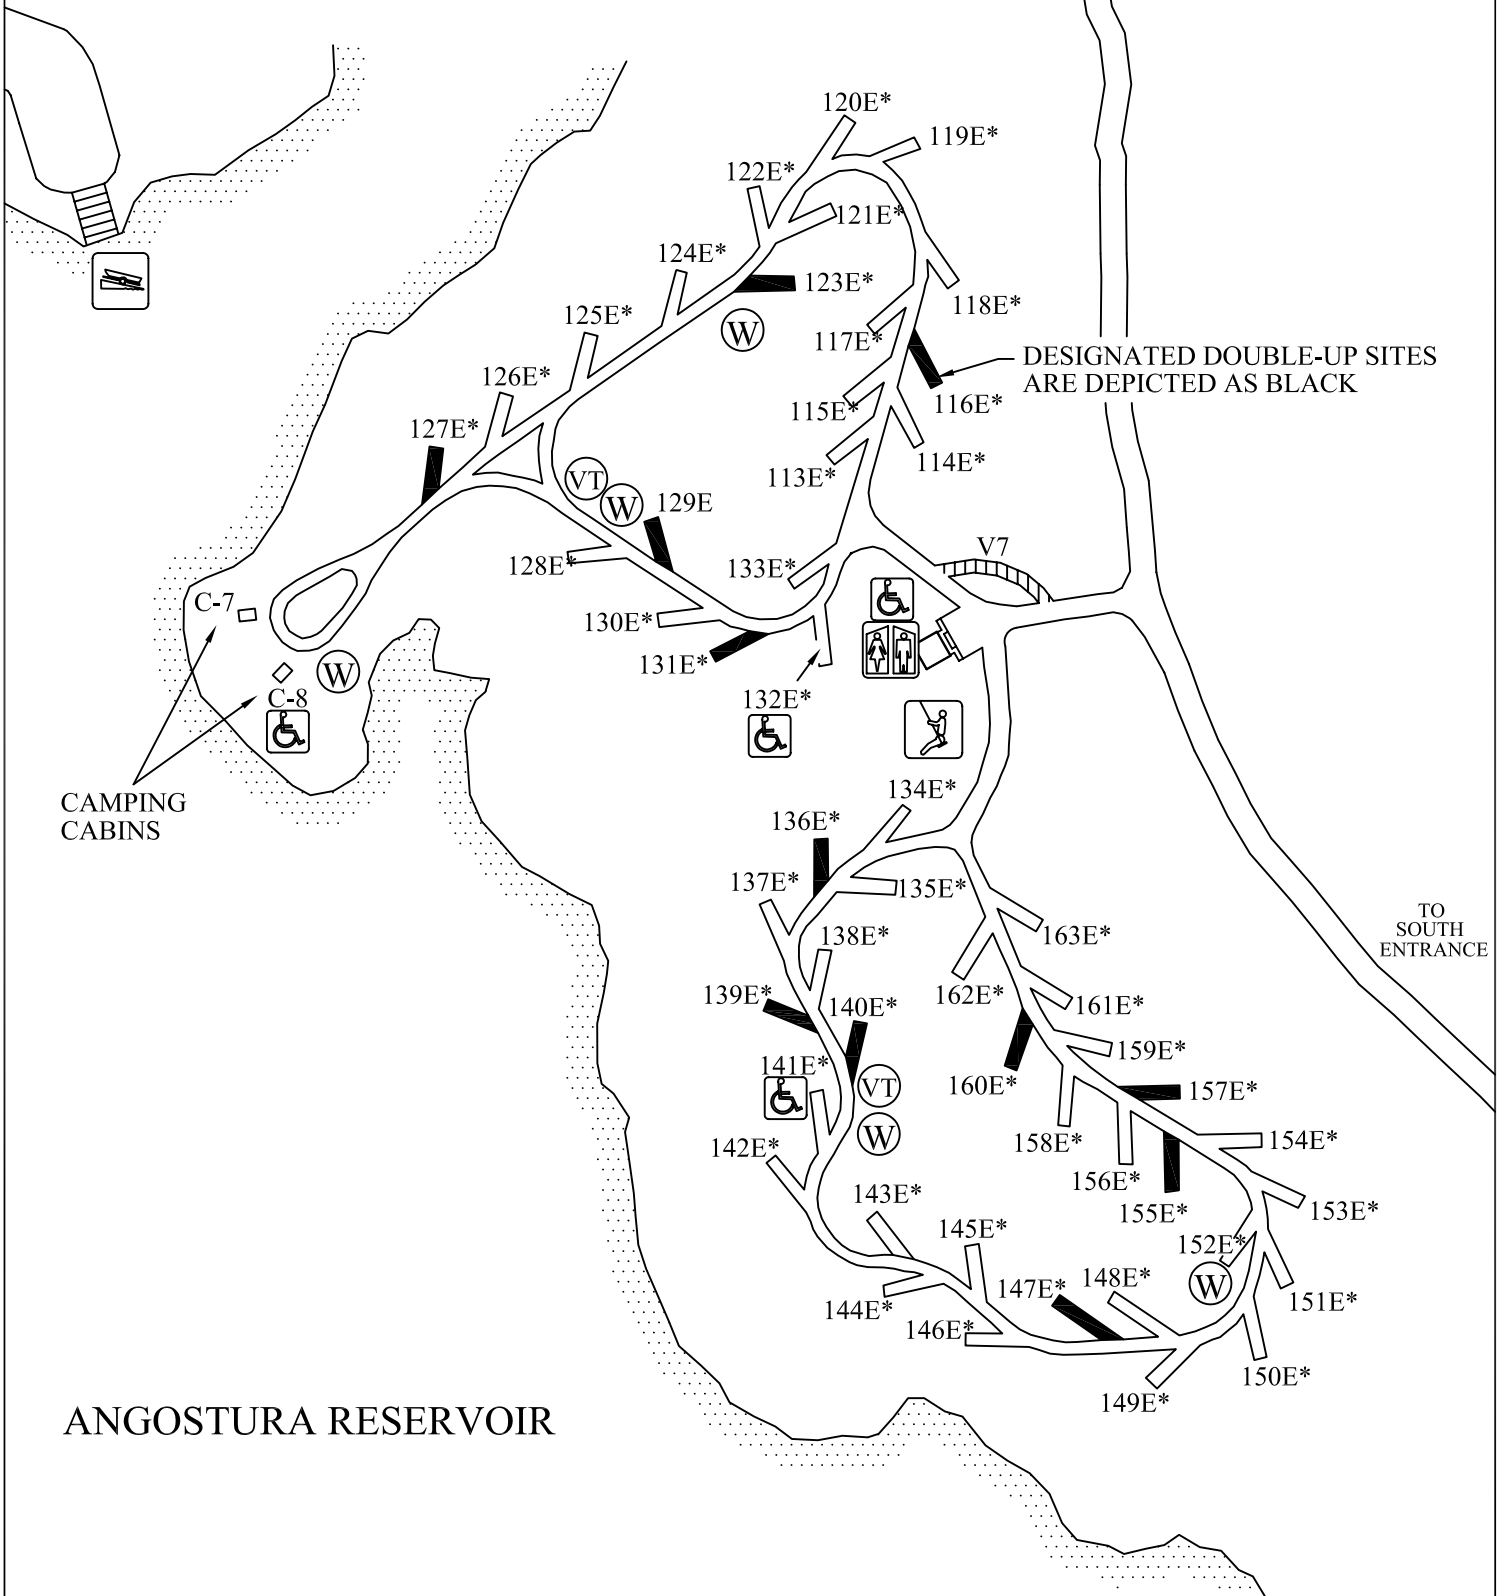 120E*
119E*
122E*
121E*
124E*
123E*
118E*
125E*
W
117E*
DESIGNATED DOUBLE-UP SITES
ARE DEPICTED AS BLACK
126E*
116E*
115E*
127E*
114E*
113E*
VT
W
129E
V7
128E*
133E*
C-7
130E*
131E*
W
C-8
132E*
CAMPING
CABINS
134E*
136E*
137E*
135E*
TO
SOUTH
ENTRANCE
138E*
163E*
139E*
162E*
140E*
161E*
159E*
141E*
160E*
VT
157E*
W
142E*
158E*
154E*
156E*
143E*
155E*
153E*
145E*
152E*
W
147E*
148E*
144E*
151E*
146E*
150E*
149E*
ANGOSTURA RESERVOIR